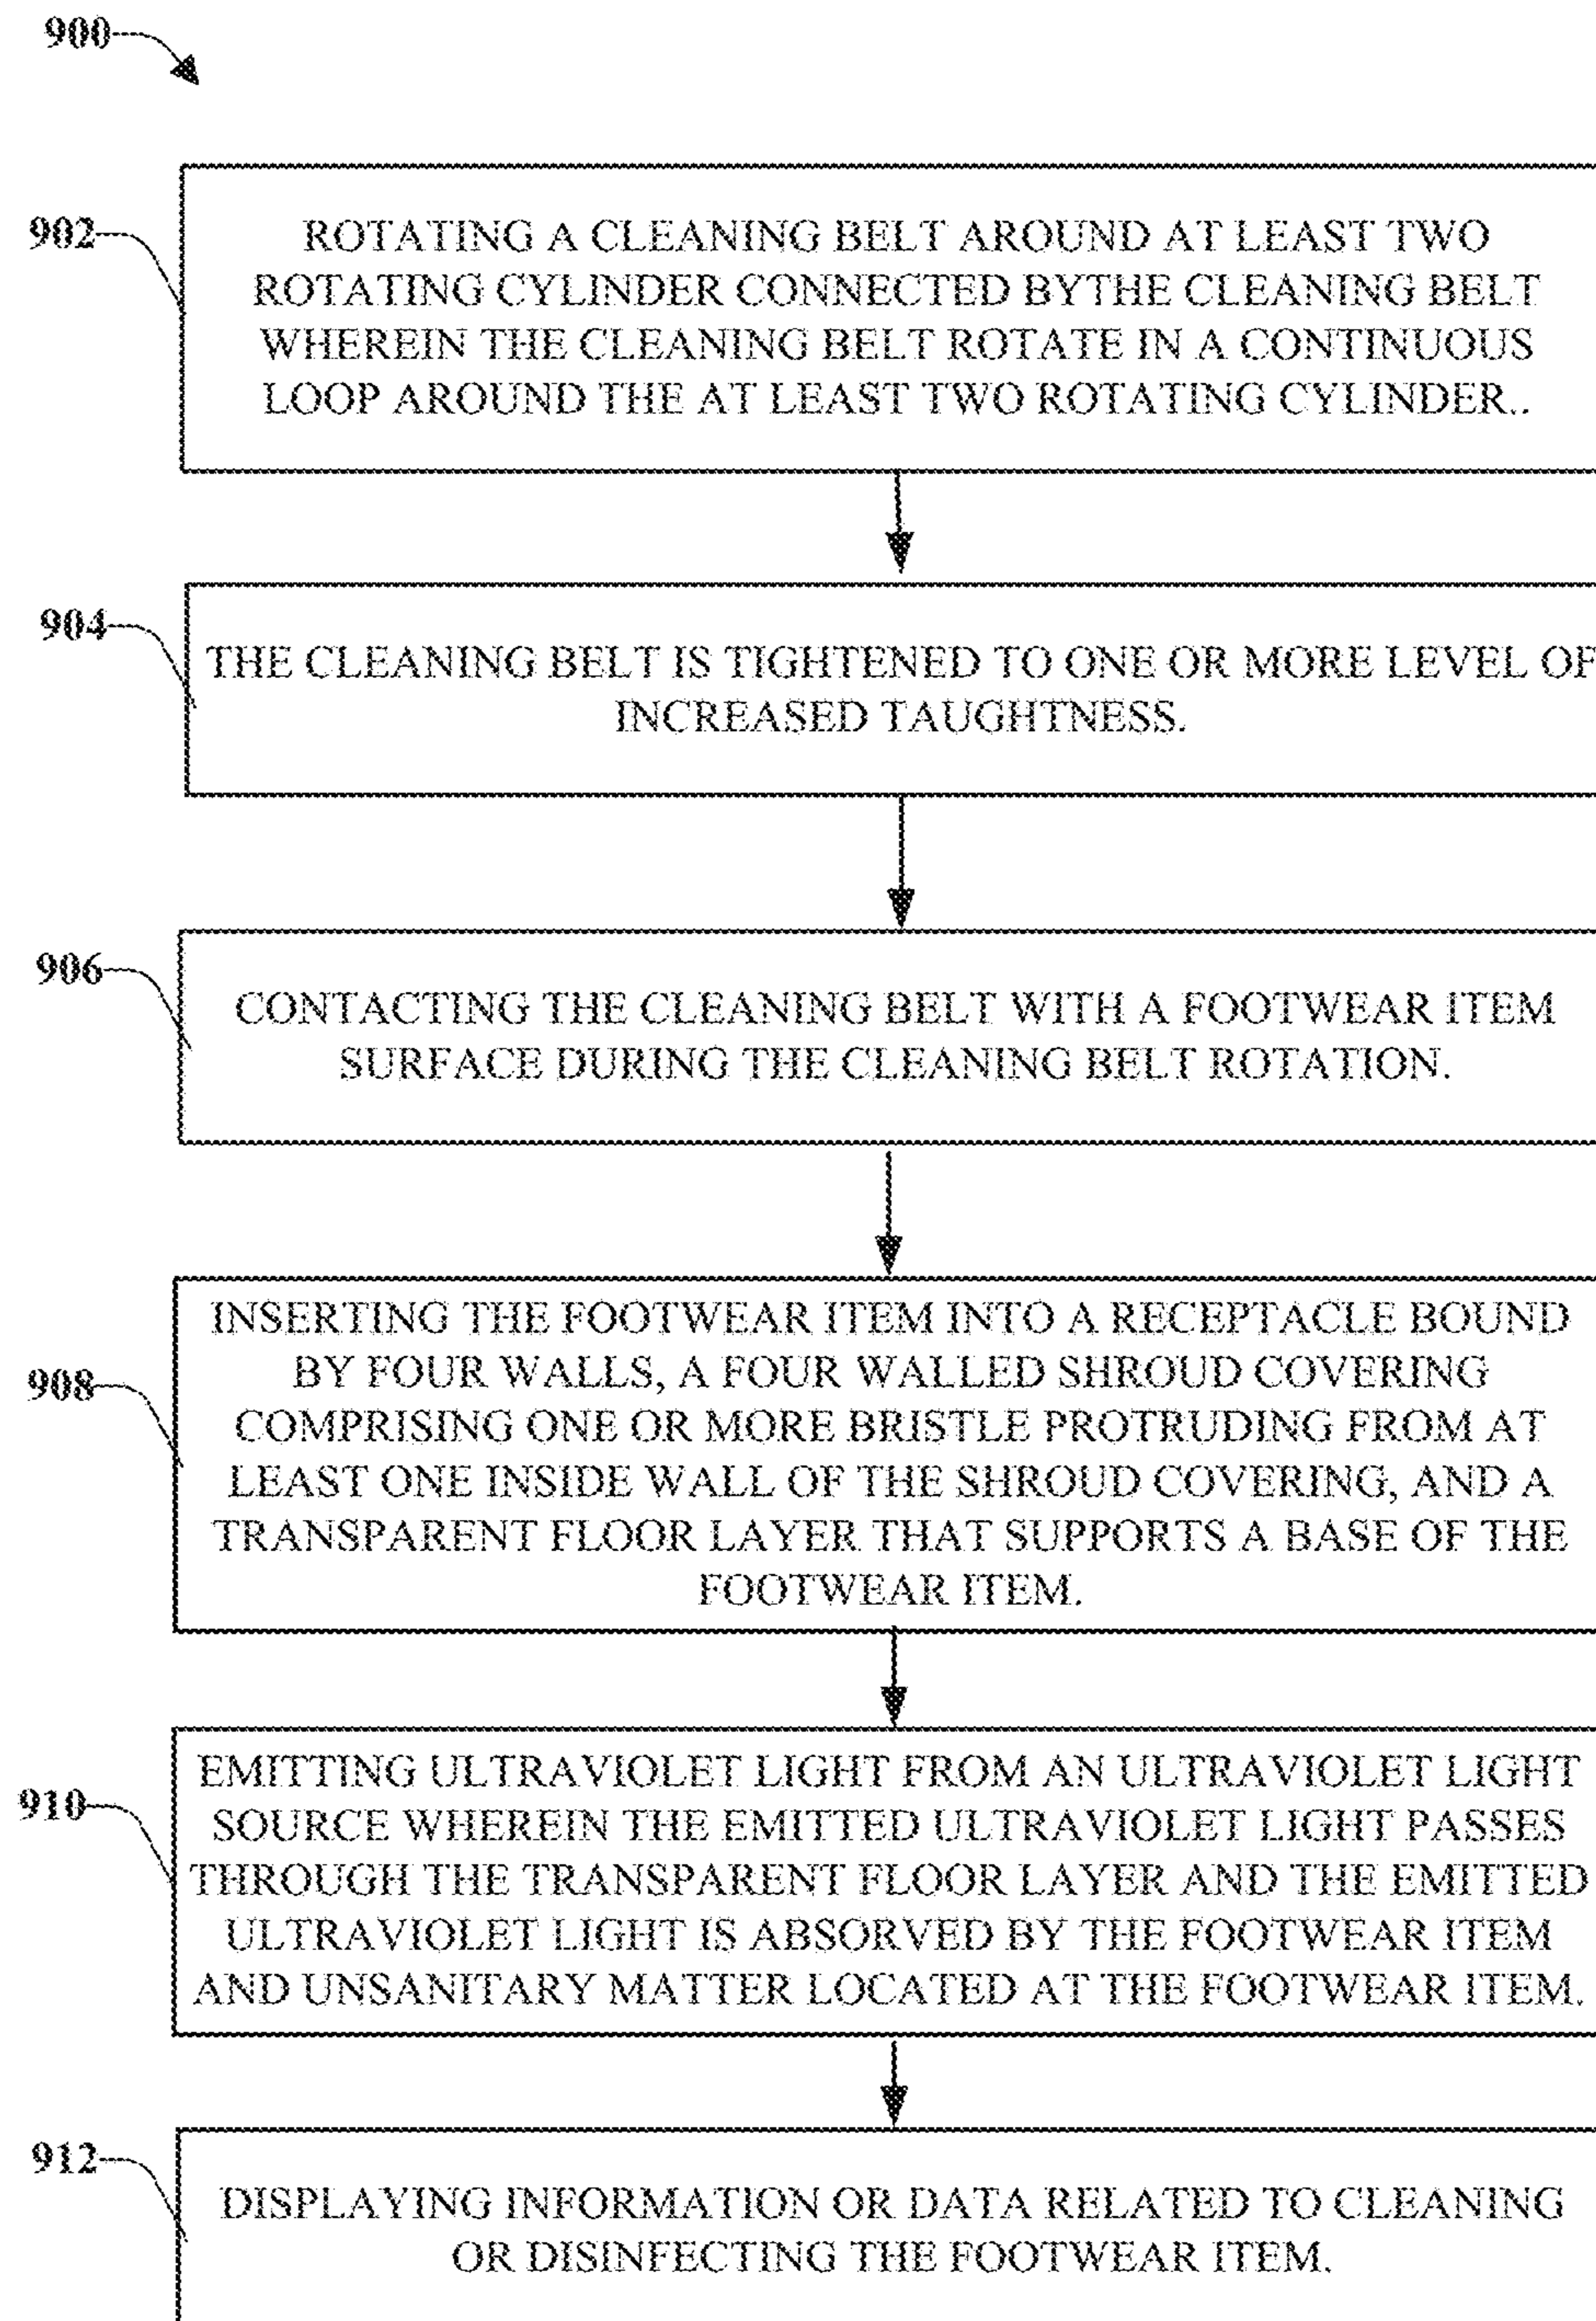 900
902
ROTATING A CLEANING BELT AROUND AT LEAST TWO
ROTATING CYLINDER CONNECTED BYTHE CLEANING BELT
WHEREIN THE CLEANING BELT ROTATE IN A CONTINUOUS
LOOP AROUND THE AT LEAST TWO ROTATING CYLINDER..
904
THE CLEANING BELT IS TIGHTENED TO ONE OR MORE LEVEL OF
INCREASED TAUGHTNESS.
906
CONTACTING THE CLEANING BELT WITH A FOOTWEAR ITEM
SURFACE DURING THE CLEANING BELT ROTATION.
908
INSERTING THE FOOTWEAR ITEM INTO A RECEPTACLE BOUND
BY FOUR WALLS, A FOUR WALLED SHROUD COVERING
COMPRISING ONE OR MORE BRISTLE PROTRUDING FROM AT
LEAST ONE INSIDE WALL OF THE SHROUD COVERING, AND A
TRANSPARENT FLOOR LAYER THAT SUPPORTS A BASE OF THE
FOOTWEAR ITEM.
910
EMITTING ULTRAVIOLET LIGHT FROM AN ULTRAVIOLET LIGHT
SOURCE WHEREIN THE EMITTED ULTRAVIOLET LIGHT PASSES
THROUGH THE TRANSPARENT FLOOR LAYER AND THE EMITTED
ULTRAVIOLET LIGHT IS ABSORVED BY THE FOOTWEAR ITEM
AND UNSANITARY MATTER LOCATED AT THE FOOTWEAR ITEM.
912
DISPLAYING INFORMATION OR DATA RELATED TO CLEANING
OR DISINFECTING THE FOOTWEAR ITEM.